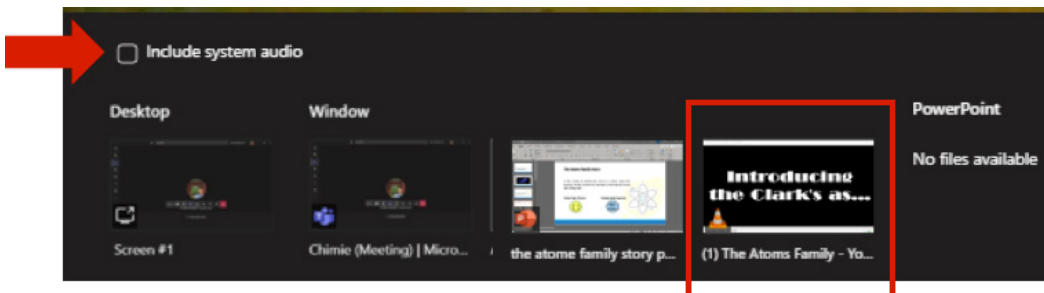 Include system audio
Desktop
Window
PowerPoint
No files available
Introducing
the Clark's as...
Screen #1
Chimie (Meeting) | Micro...
the atome family story p...
(1) The Atoms Family - Yo...